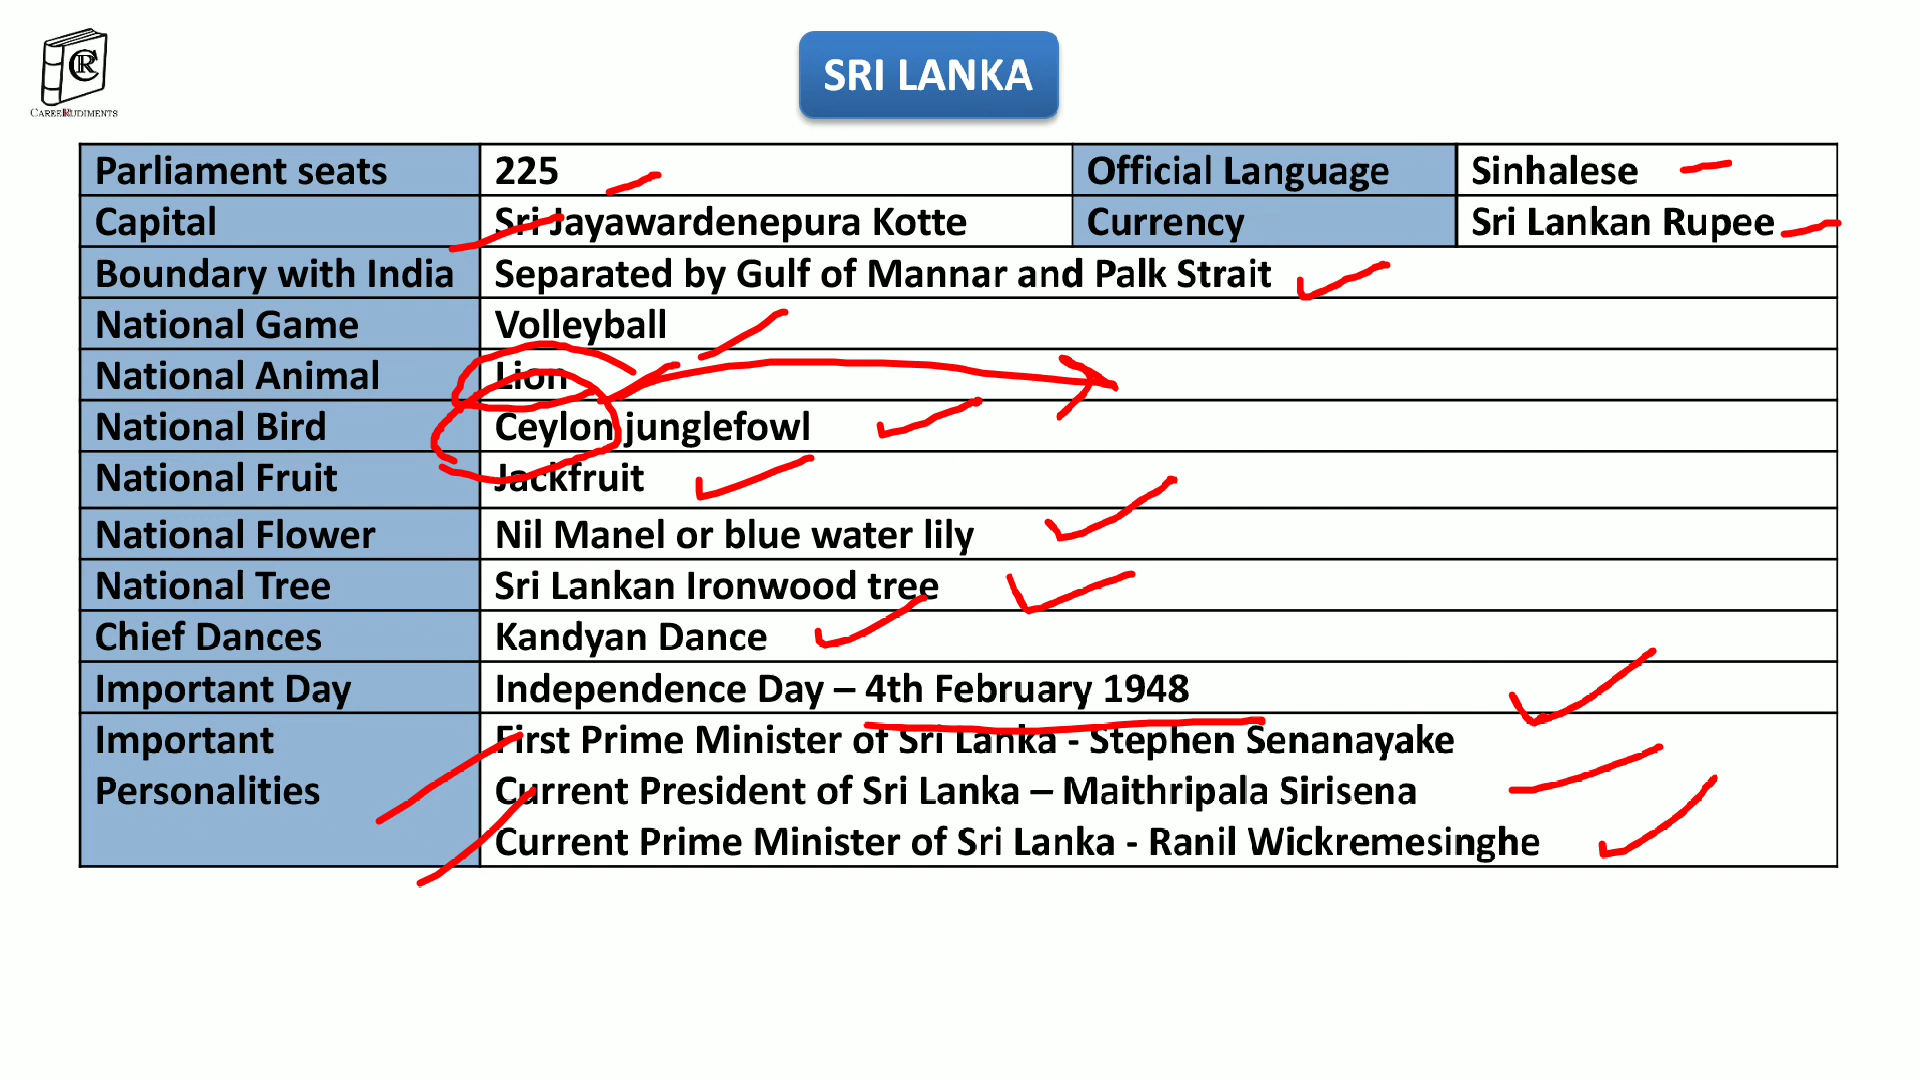 CR
CAREERUDIMENTS
SRI LANKA
Parliament seats 225 Official Language Sinhalese
Capital Sri Jayawardenepura Kotte Currency Sri Lankan Rupee
Boundary with India Separated by Gulf of Mannar and Palk Strait
National Game Volleyball
National Animal Lion
National Bird Ceylon junglefowl
National Fruit Jackfruit
National Flower Nil Manel or blue water lily
National Tree Sri Lankan Ironwood tree
Chief Dances Kandyan Dance
Important Day Independence Day – 4th February 1948
Important First Prime Minister of Sri Lanka - Stephen Senanayake
Personalities Current President of Sri Lanka – Maithripala Sirisena
Current Prime Minister of Sri Lanka - Ranil Wickremesinghe